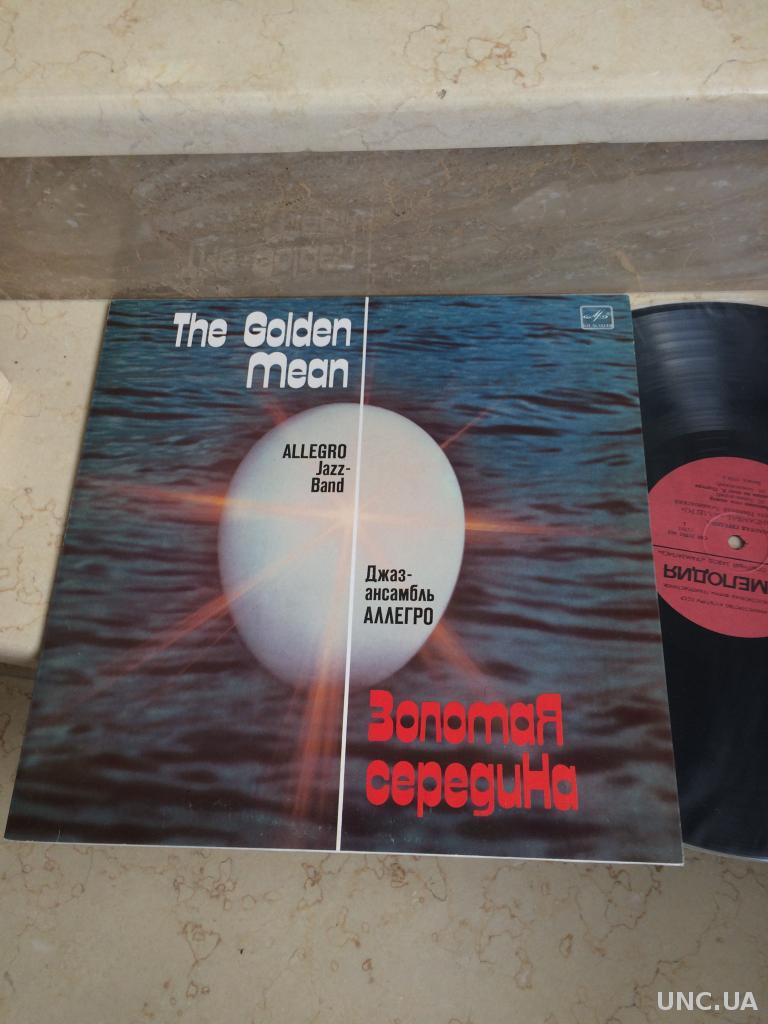 The Golden
Mean
ALLEGRO
Jazz-
Band
Джаз-
ансамбль
АЛЛЕГРО
Золотая
середина
МЕЛОДИЯ
UNC.UA